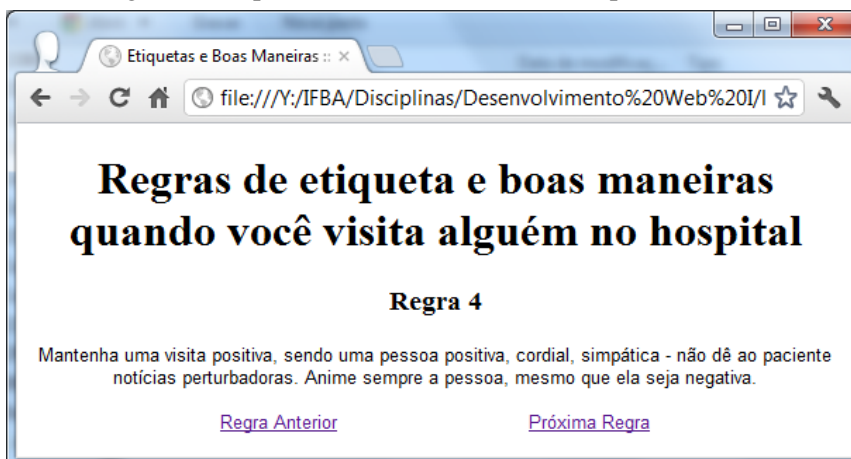 Etiquetas e Boas Maneiras ::
file:///Y:/IFBA/Disciplinas/Desenvolvimento%20Web%20I/I
Regras de etiqueta e boas maneiras
quando você visita alguém no hospital
Regra 4
Mantenha uma visita positiva, sendo uma pessoa positiva, cordial, simpática - não dê ao paciente
notícias perturbadoras. Anime sempre a pessoa, mesmo que ela seja negativa.
Regra Anterior Próxima Regra